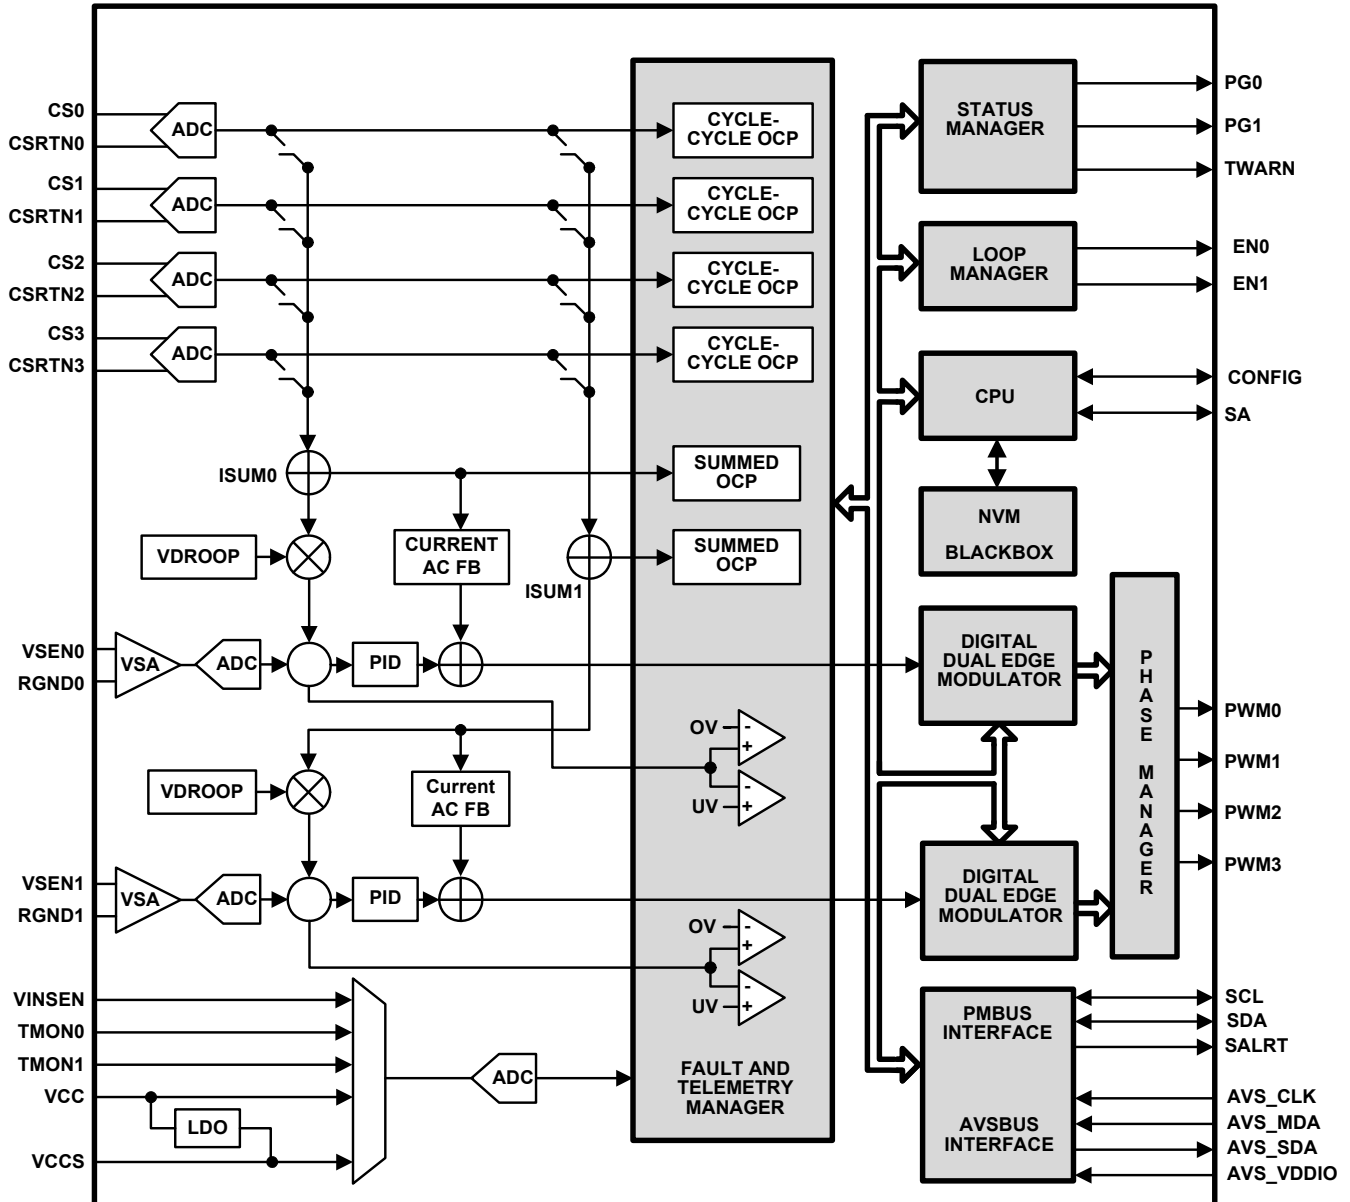 CS0
CSRTN0
CS1
CSRTN1
CS2
CSRTN2
CS3
CSRTN3
ADC
ADC
ADC
ADC
CYCLE-
CYCLE OCP
CYCLE-
CYCLE OCP
CYCLE-
CYCLE OCP
CYCLE-
CYCLE OCP
ISUM0
SUMMED
OCP
VDROOP
CURRENT
AC FB
SUMMED
OCP
ISUM1
VSEN0
RGND0
VSA
ADC
PID
OV
-
+
-
UV
+
VDROOP
Current
AC FB
VSEN1
RGND1
VSA
ADC
PID
OV
-
+
-
UV
+
VINSEN
TMON0
TMON1
VCC
LDO
VCCS
ADC
FAULT AND
TELEMETRY
MANAGER
STATUS
MANAGER
PG0
PG1
TWARN
LOOP
MANAGER
EN0
EN1
CPU
CONFIG
SA
NVM
BLACKBOX
DIGITAL
DUAL EDGE
MODULATOR
DIGITAL
DUAL EDGE
MODULATOR
PHASE MANAGER
PWM0
PWM1
PWM2
PWM3
PMBUS
INTERFACE
SCL
SDA
SALRT
AVSBUS
INTERFACE
AVS_CLK
AVS_MDA
AVS_SDA
AVS_VDDIO